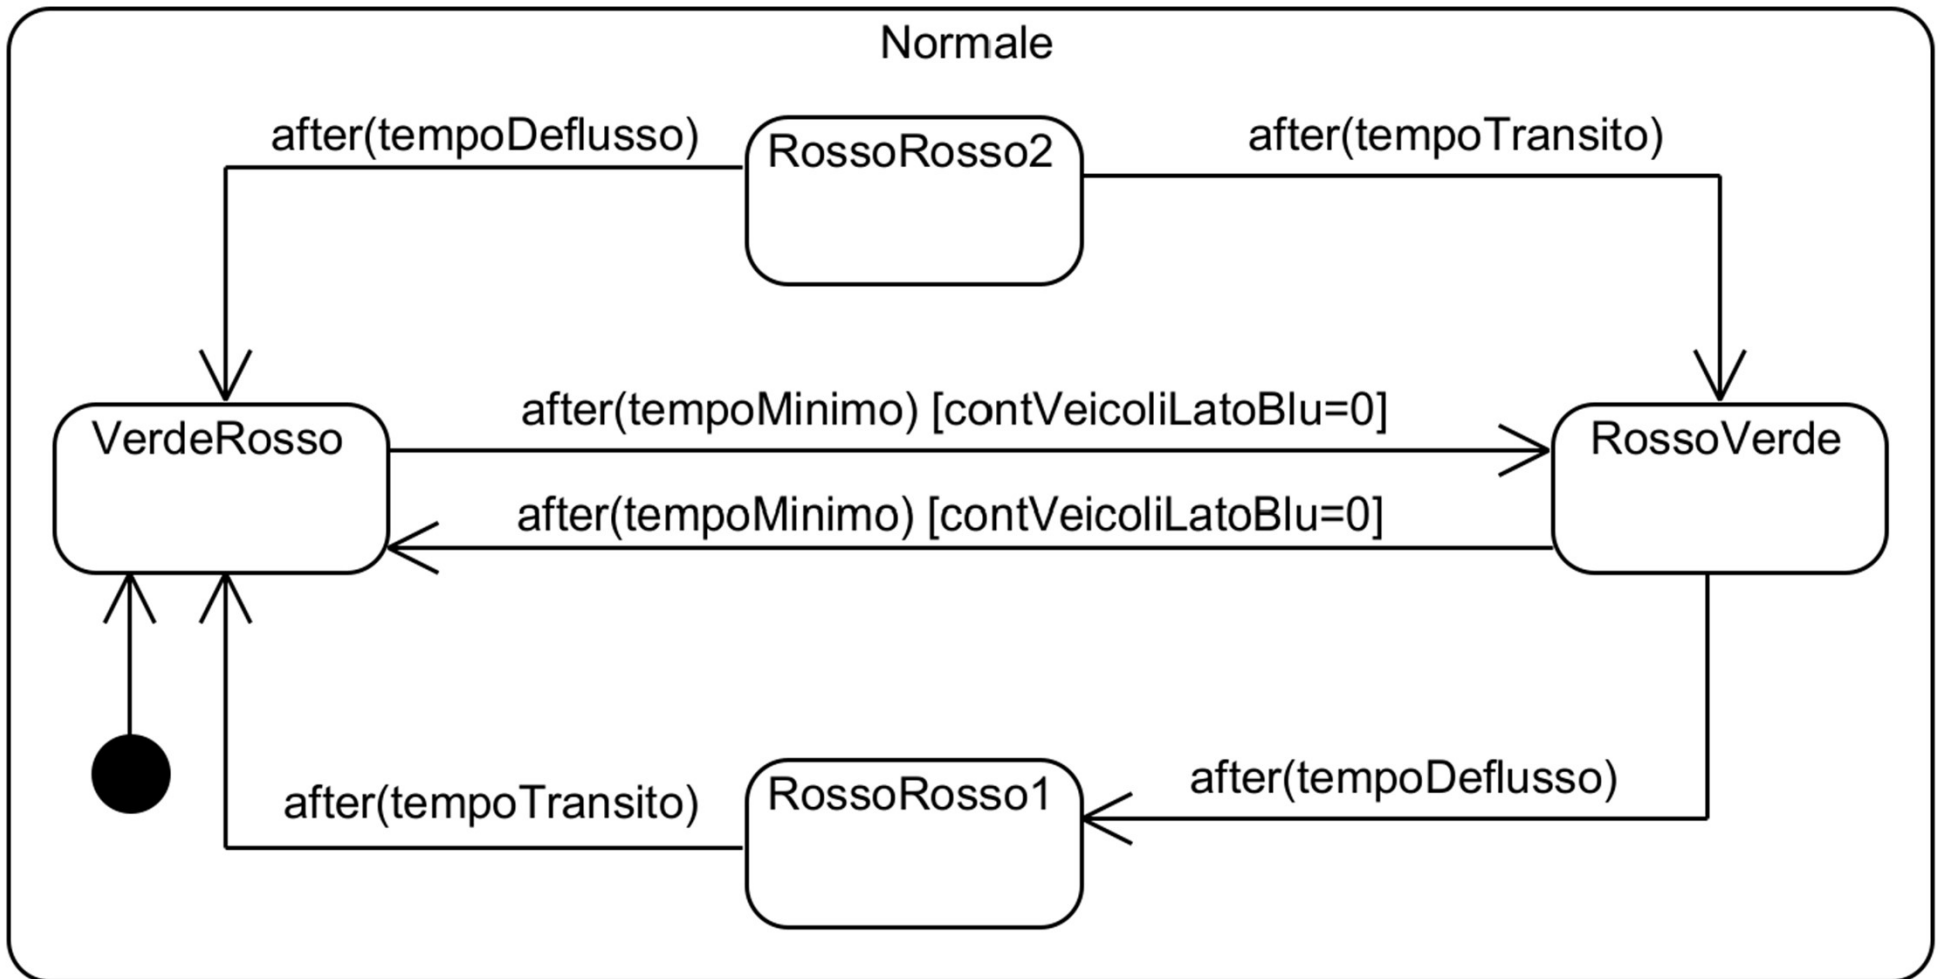 Normale
after(tempoDeflusso)
RossoRosso2
after(tempoTransito)
VerdeRosso
after(tempoMinimo) [contVeicoliLatoBlu=0]
RossoVerde
after(tempoMinimo) [contVeicoliLatoBlu=0]
after(tempoTransito)
RossoRosso1
after(tempoDeflusso)